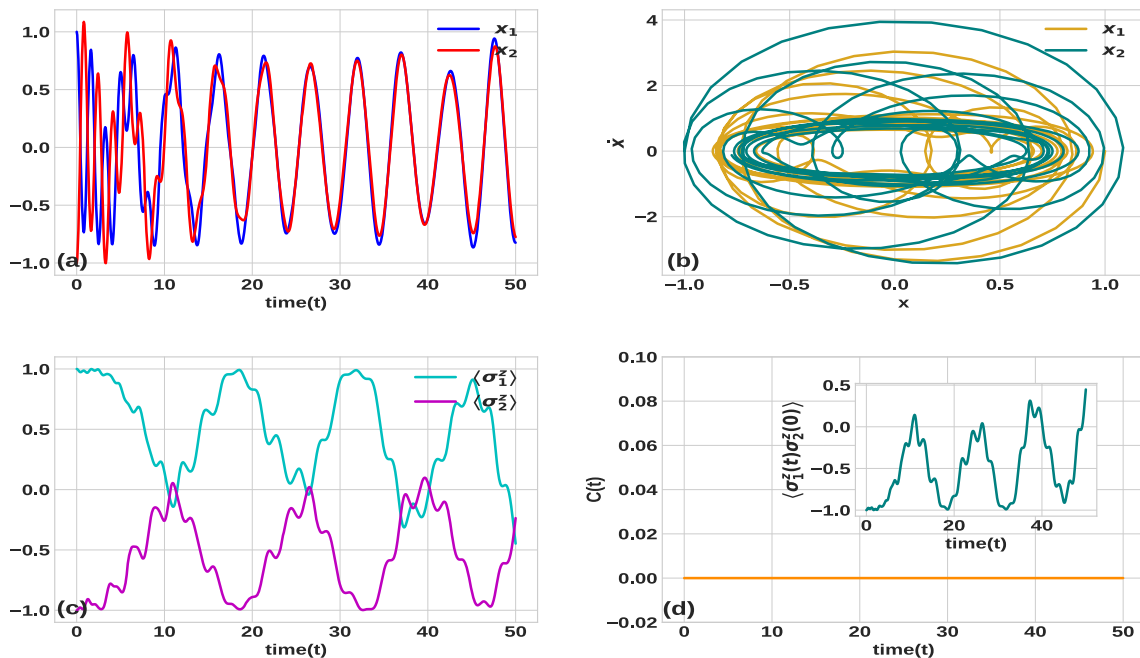 x₁
x₂
1.0
0.5
0.0
−0.5
−1.0
(a)
0 10 20 30 40 50
time(t)
x₁
x₂
4
2
0
−2
ẋ
(b)
−1.0 −0.5 0.0 0.5 1.0
x
⟨σ₁ᶻ⟩
⟨σ₂ᶻ⟩
1.0
0.5
0.0
−0.5
−1.0
(c)
0 10 20 30 40 50
time(t)
0.10
0.08
0.06
0.04
0.02
0.00
−0.02
C(t)
⟨σ₁ᶻ(t)σ₂ᶻ(0)⟩
0.5
0.0
−0.5
−1.0
0 20 40
time(t)
(d)
0 10 20 30 40 50
time(t)